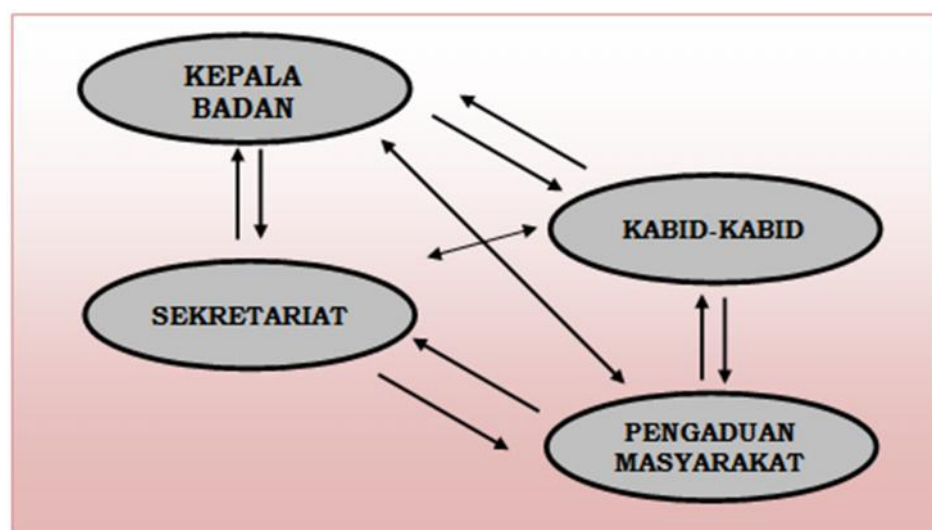 KEPALA
BADAN
KABID-KABID
SEKRETARIAT
PENGADUAN
MASYARAKAT